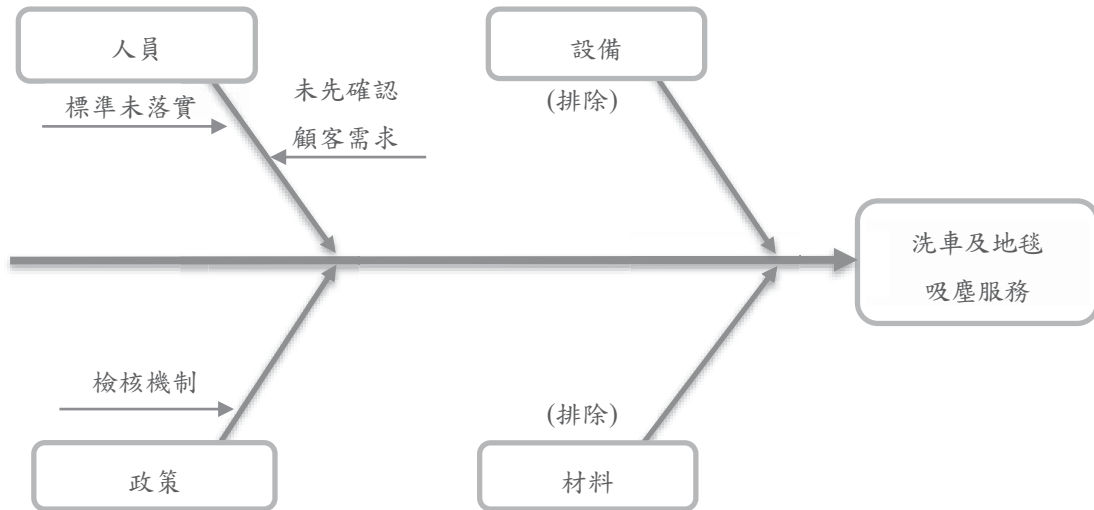 人員
設備
標準未落實
未先確認
顧客需求
(排除)
洗車及地毯
吸塵服務
檢核機制
(排除)
政策
材料